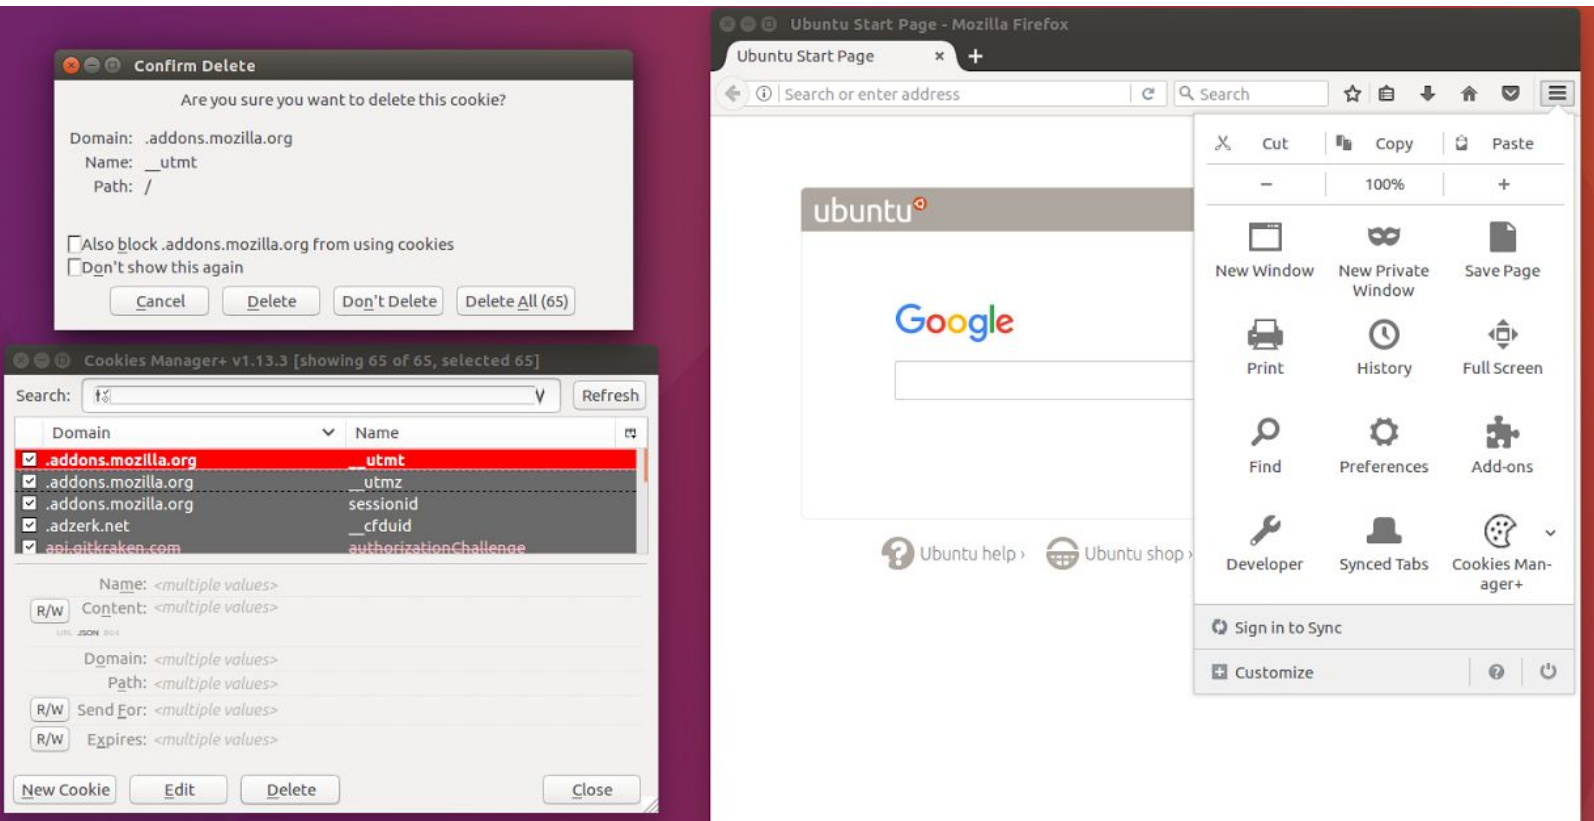 Confirm Delete
Are you sure you want to delete this cookie?
Domain: .addons.mozilla.org
Name: __utmt
Path: /
Also block .addons.mozilla.org from using cookies
Don't show this again
Cancel Delete Don't Delete Delete All (65)
Cookies Manager+ v1.13.3 [showing 65 of 65, selected 65]
Search: Refresh
Domain Name
.addons.mozilla.org __utmt
.addons.mozilla.org __utmz
.addons.mozilla.org sessionid
.adzerk.net __cfduid
api.gitkraken.com authorizationChallenge
Name: <multiple values>
R/W Content: <multiple values>
URL JSON B64
Domain: <multiple values>
Path: <multiple values>
R/W Send For: <multiple values>
R/W Expires: <multiple values>
New Cookie Edit Delete Close
Ubuntu Start Page - Mozilla Firefox
Ubuntu Start Page
Search or enter address Search
ubuntu
Google
Ubuntu help › Ubuntu shop ›
Cut Copy Paste
− 100% +
New Window New Private Save Page
Window
Print History Full Screen
Find Preferences Add-ons
Developer Synced Tabs Cookies Man-
ager+
Sign in to Sync
Customize